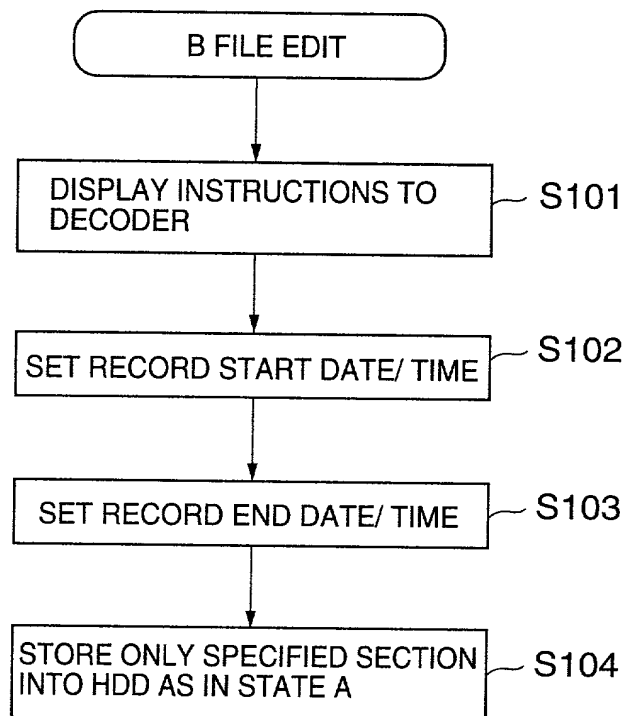 B FILE EDIT
DISPLAY INSTRUCTIONS TO
DECODER
S101
SET RECORD START DATE/ TIME
S102
SET RECORD END DATE/ TIME
S103
STORE ONLY SPECIFIED SECTION
INTO HDD AS IN STATE A
S104